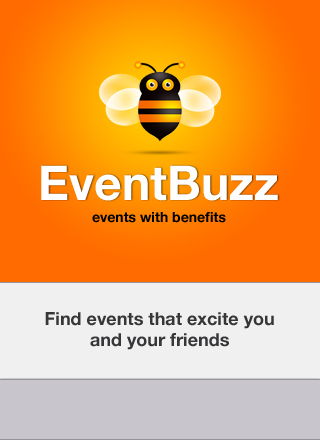 EventBuzz
events with benefits
Find events that excite you
and your friends